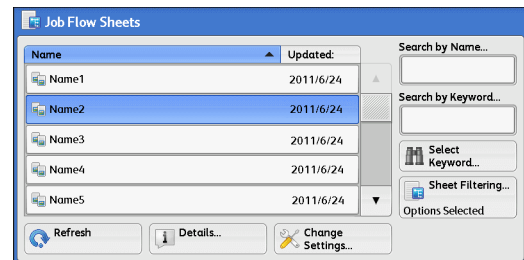 Job Flow Sheets
Name Updated:
Name1 2011/6/24
Name2 2011/6/24
Name3 2011/6/24
Name4 2011/6/24
Name5 2011/6/24
Search by Name...
Search by Keyword...
Select
Keyword...
Sheet Filtering...
Options Selected
Refresh
Details...
Change
Settings...